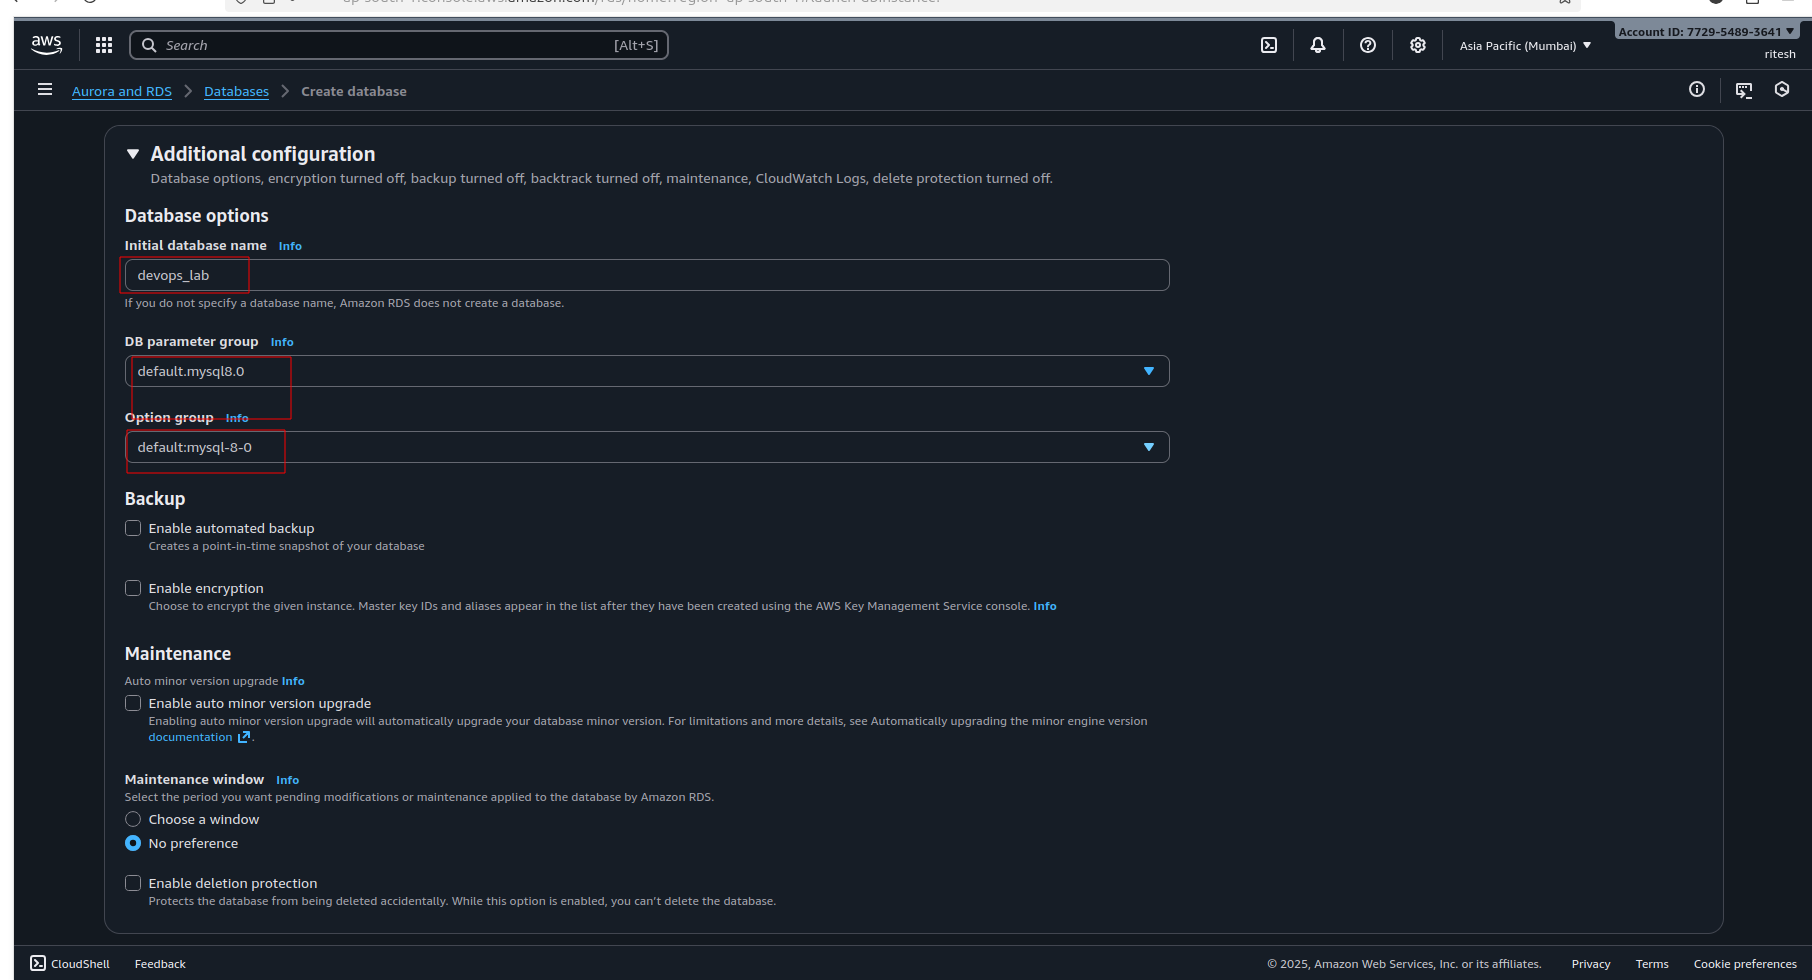 aws
Search [Alt+S]
Asia Pacific (Mumbai)
Account ID: 7729-5489-3641
ritesh
Aurora and RDS
Databases
Create database
Additional configuration
Database options, encryption turned off, backup turned off, backtrack turned off, maintenance, CloudWatch Logs, delete protection turned off.
Database options
Initial database name Info
devops_lab
If you do not specify a database name, Amazon RDS does not create a database.
DB parameter group Info
default.mysql8.0
Option group Info
default:mysql-8-0
Backup
Enable automated backup
Creates a point-in-time snapshot of your database
Enable encryption
Choose to encrypt the given instance. Master key IDs and aliases appear in the list after they have been created using the AWS Key Management Service console. Info
Maintenance
Auto minor version upgrade Info
Enable auto minor version upgrade
Enabling auto minor version upgrade will automatically upgrade your database minor version. For limitations and more details, see Automatically upgrading the minor engine version
documentation .
Maintenance window Info
Select the period you want pending modifications or maintenance applied to the database by Amazon RDS.
Choose a window
No preference
Enable deletion protection
Protects the database from being deleted accidentally. While this option is enabled, you can't delete the database.
CloudShell Feedback
© 2025, Amazon Web Services, Inc. or its affiliates. Privacy Terms Cookie preferences